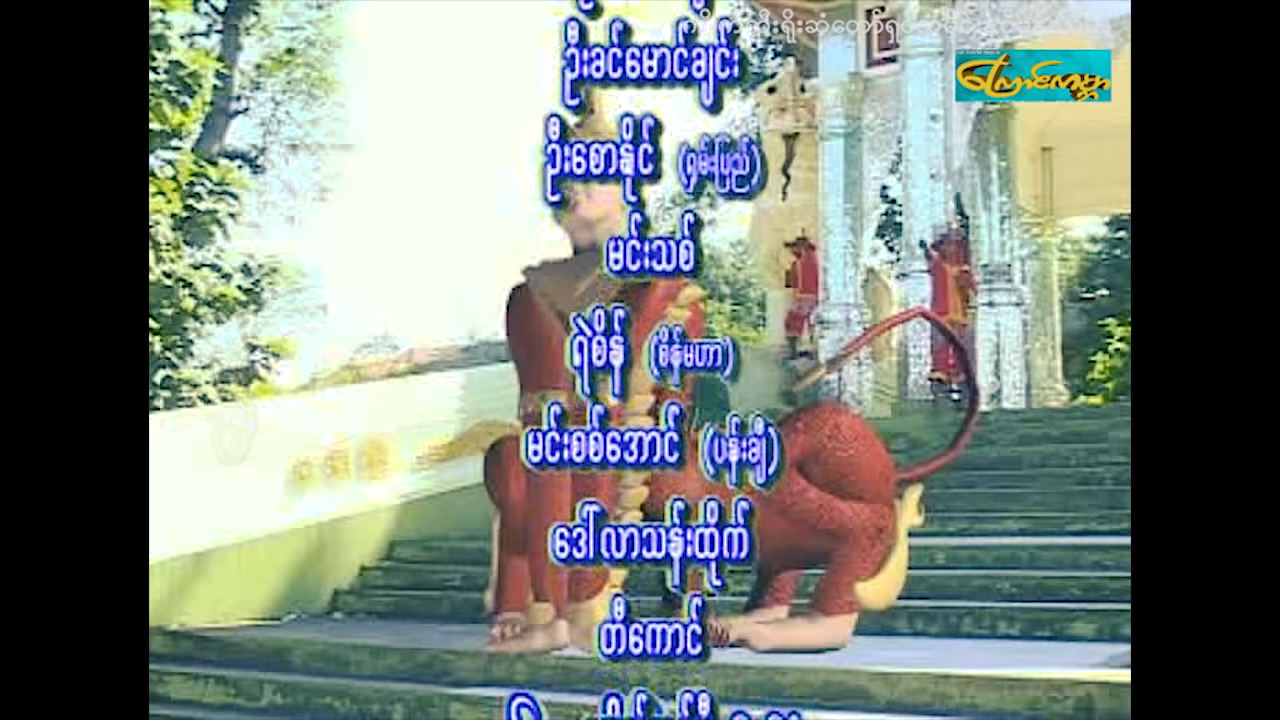 ဦးခင်မောင်ချင်း
ဦးစောနိုင် (ရှမ်းပြည်)
မင်းသစ်
ရဲစိန် (စိန်မဟာ)
မင်းစစ်အောင် (ပန်းချီ)
ဒေါ်လာသန်းထိုက်
တီကောင်